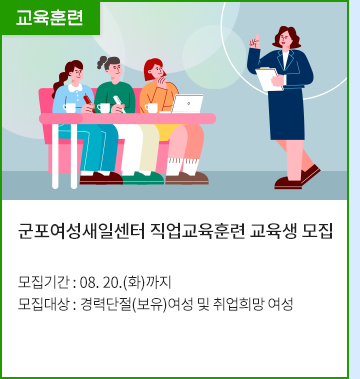 교육훈련
군포여성새일센터 직업교육훈련 교육생 모집
모집기간 : 08. 20.(화)까지
모집대상 : 경력단절(보유)여성 및 취업희망 여성